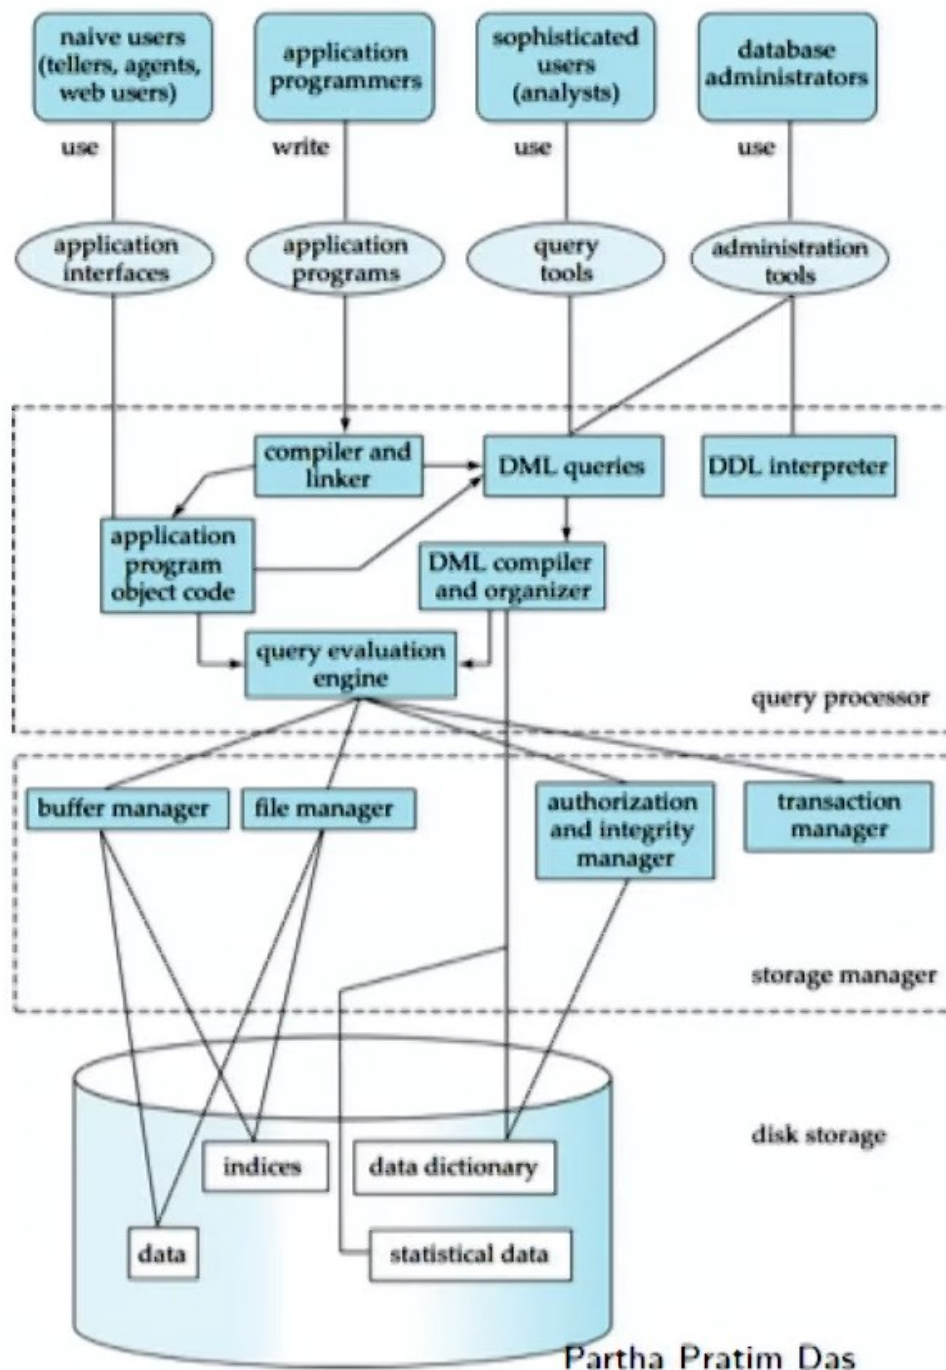 naive users
(tellers, agents,
web users)
application
programmers
sophisticated
users
(analysts)
database
administrators
use
write
use
use
application
interfaces
application
programs
query
tools
administration
tools
compiler and
linker
DML queries
DDL interpreter
application
program
object code
DML compiler
and organizer
query evaluation
engine
query processor
buffer manager
file manager
authorization
and integrity
manager
transaction
manager
storage manager
disk storage
indices
data dictionary
data
statistical data
Partha Pratim Das